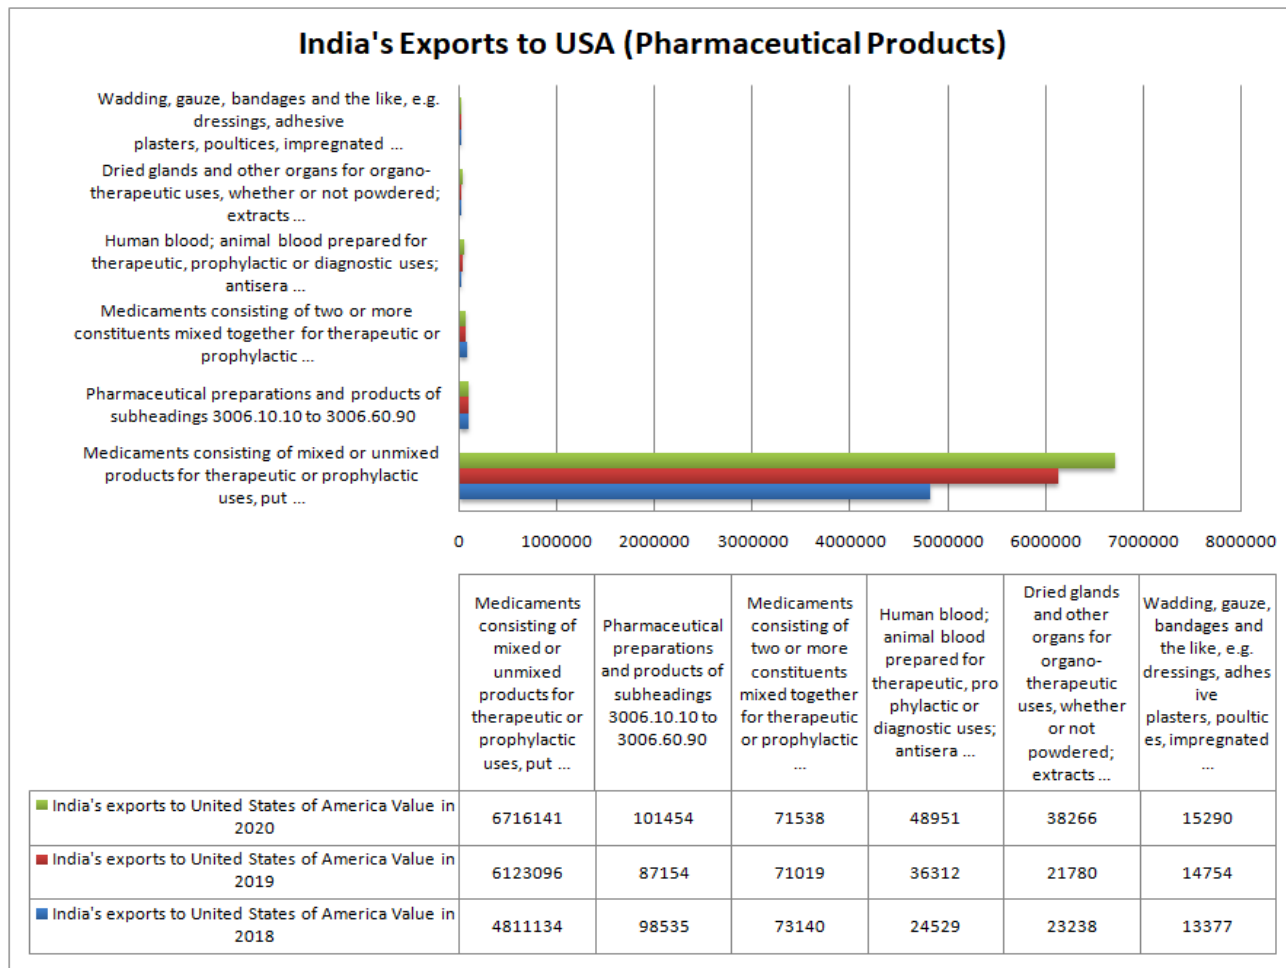 India's Exports to USA (Pharmaceutical Products)
Wadding, gauze, bandages and the like, e.g.
dressings, adhesive
plasters, poultices, impregnated ...
Dried glands and other organs for organo-
therapeutic uses, whether or not powdered;
extracts ...
Human blood; animal blood prepared for
therapeutic, prophylactic or diagnostic uses;
antisera ...
Medicaments consisting of two or more
constituents mixed together for therapeutic or
prophylactic ...
Pharmaceutical preparations and products of
subheadings 3006.10.10 to 3006.60.90
Medicaments consisting of mixed or unmixed
products for therapeutic or prophylactic
uses, put ...
0 1000000 2000000 3000000 4000000 5000000 6000000 7000000 8000000
Medicaments
consisting of
mixed or
unmixed
products for
therapeutic or
prophylactic
uses, put ...
Pharmaceutical
preparations
and products of
subheadings
3006.10.10 to
3006.60.90
Medicaments
consisting of
two or more
constituents
mixed together
for therapeutic
or prophylactic
...
Human blood;
animal blood
prepared for
therapeutic, pro
phylactic or
diagnostic uses;
antisera ...
Dried glands
and other
organs for
organo-
therapeutic
uses, whether
or not
powdered;
extracts ...
Wadding, gauze,
bandages and
the like, e.g.
dressings, adhes
ive
plasters, poultic
es, impregnated
...
India's exports to United States of America Value in
2020
6716141 101454 71538 48951 38266 15290
India's exports to United States of America Value in
2019
6123096 87154 71019 36312 21780 14754
India's exports to United States of America Value in
2018
4811134 98535 73140 24529 23238 13377